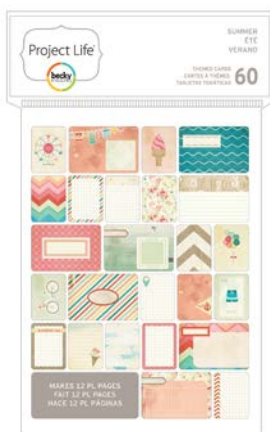 Project Life
becky
SUMMER
ÉTÉ
VERANO
THEMED CARDS
CARTES À THÈMES
TARJETAS TEMÁTICAS
60
MAKES 12 PL PAGES
FAIT 12 PL PAGES
HACE 12 PL PÁGINAS